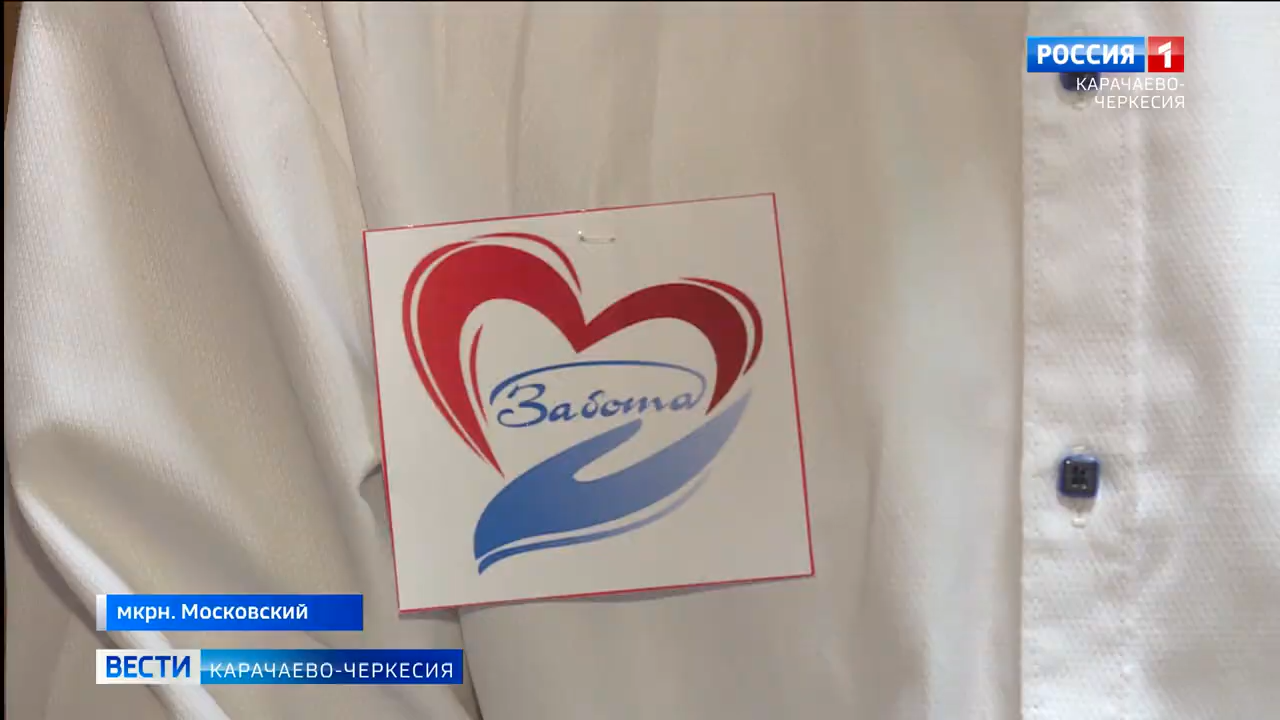 РОССИЯ 1
КАРАЧАЕВО-
ЧЕРКЕСИЯ
Забота
мкрн. Московский
ВЕСТИ КАРАЧАЕВО-ЧЕРКЕСИЯ